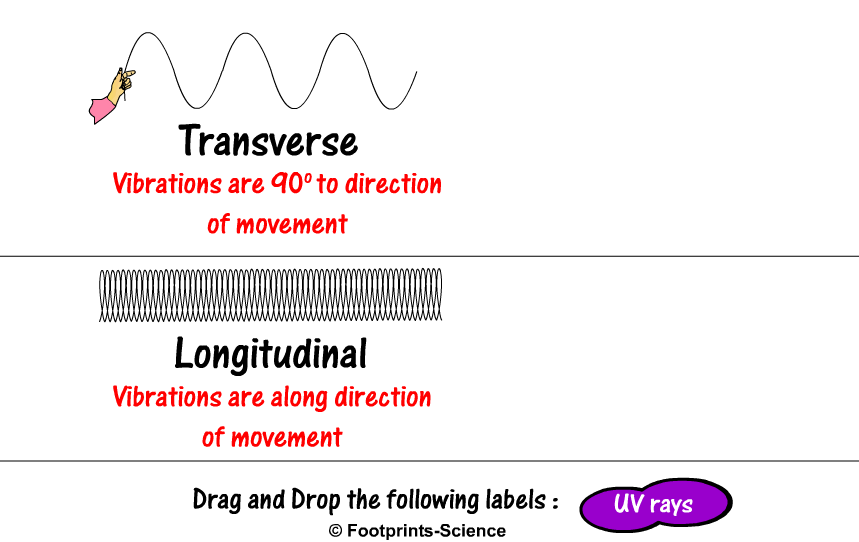 Transverse
Vibrations are 90° to direction
of movement
Longitudinal
Vibrations are along direction
of movement
Drag and Drop the following labels :
UV rays
© Footprints-Science